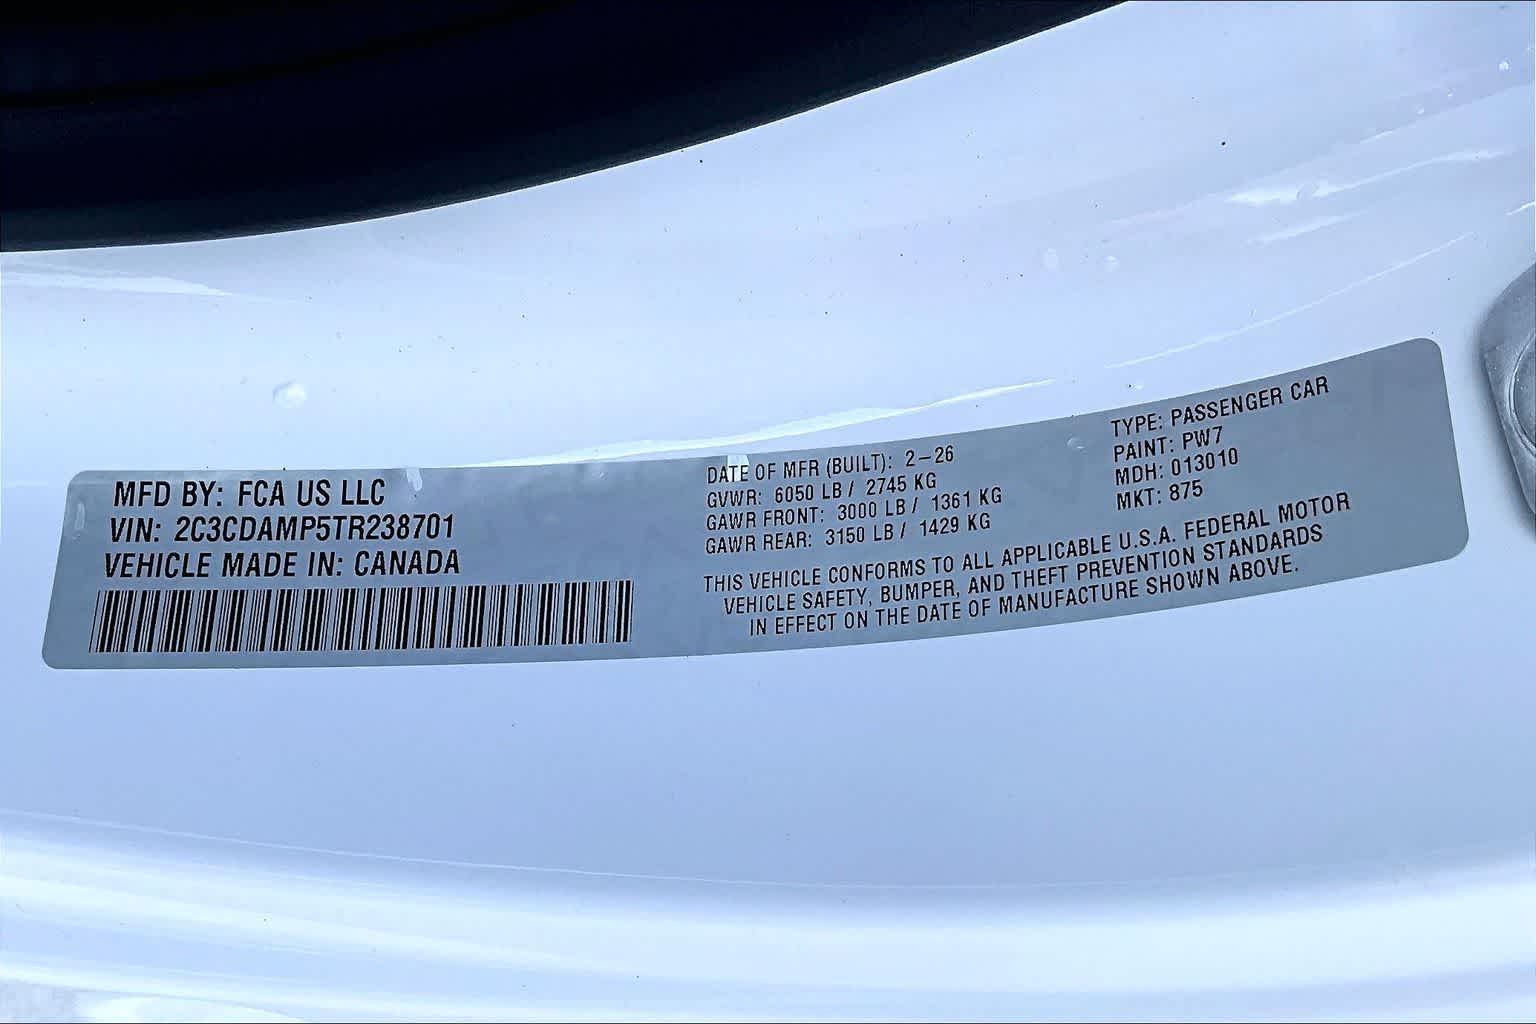 MFD BY: FCA US LLC
VIN: 2C3CDAMP5TR238701
VEHICLE MADE IN: CANADA
DATE OF MFR (BUILT): 2-26
GVWR: 6050 LB / 2745 KG
GAWR FRONT: 3000 LB / 1361 KG
GAWR REAR: 3150 LB / 1429 KG
TYPE: PASSENGER CAR
PAINT: PW7
MDH: 013010
MKT: 875
THIS VEHICLE CONFORMS TO ALL APPLICABLE U.S.A. FEDERAL MOTOR
VEHICLE SAFETY, BUMPER, AND THEFT PREVENTION STANDARDS
IN EFFECT ON THE DATE OF MANUFACTURE SHOWN ABOVE.